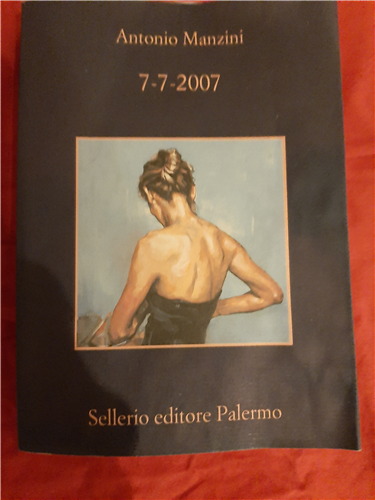 Antonio Manzini
7-7-2007
Sellerio editore Palermo